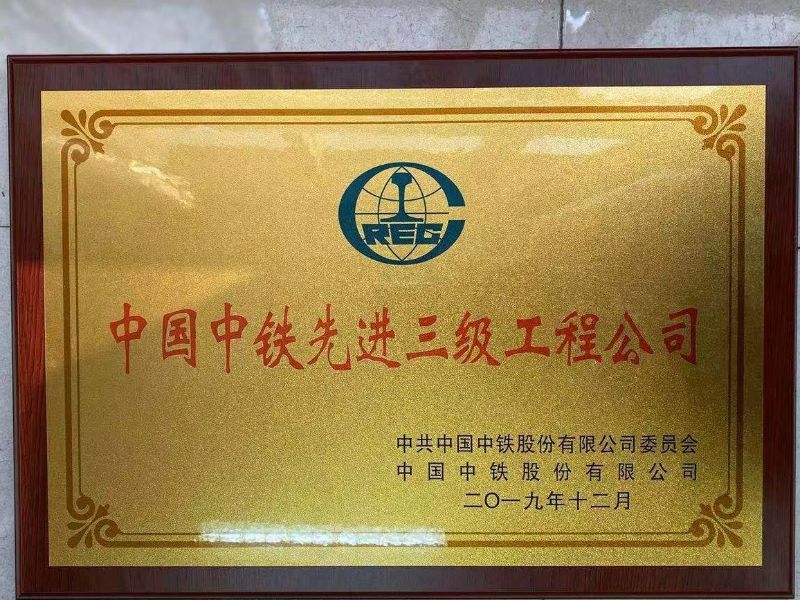 CREC
中国中铁先进三级工程公司
中共中国中铁股份有限公司委员会
中国中铁股份有限公司
二〇一九年十二月